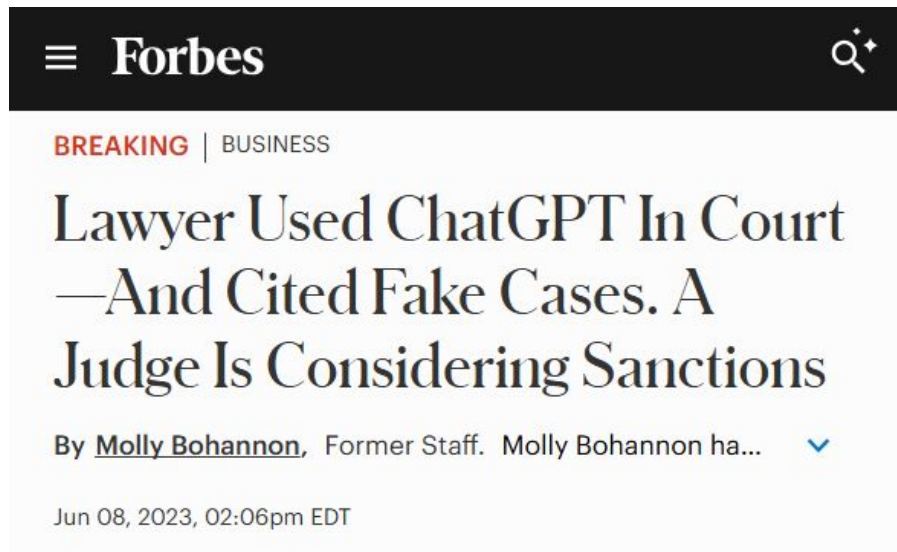 Forbes
BREAKING | BUSINESS
Lawyer Used ChatGPT In Court
—And Cited Fake Cases. A
Judge Is Considering Sanctions
By Molly Bohannon, Former Staff. Molly Bohannon ha...
Jun 08, 2023, 02:06pm EDT